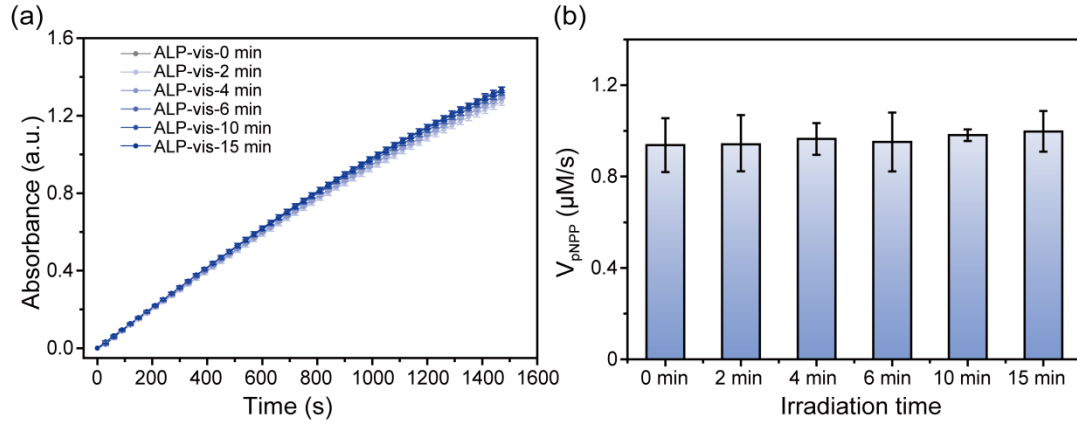 (a)
Absorbance (a.u.)
1.6
1.2
0.8
0.4
0.0
ALP-vis-0 min
ALP-vis-2 min
ALP-vis-4 min
ALP-vis-6 min
ALP-vis-10 min
ALP-vis-15 min
0 200 400 600 800 1000 1200 1400 1600
Time (s)
(b)
VpNPP (μM/s)
1.2
0.8
0.4
0
0 min 2 min 4 min 6 min 10 min 15 min
Irradiation time